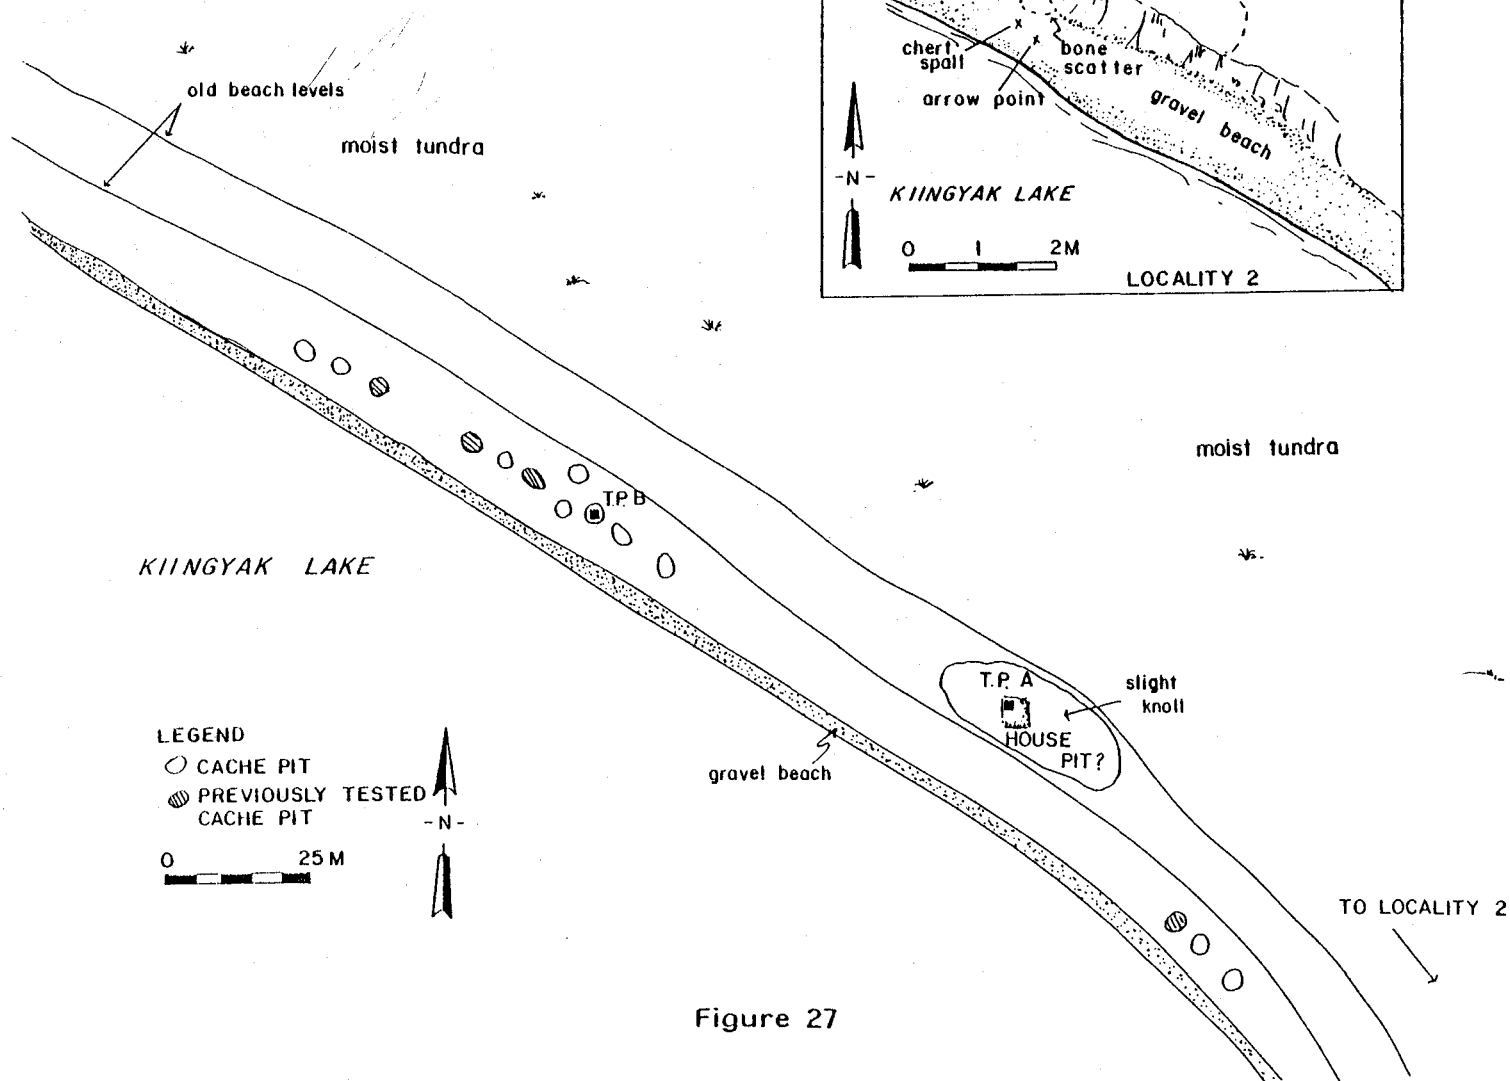 old beach levels
moist tundra
chert
spall
bone
scatter
arrow point
gravel beach
-N-
KIINGYAK LAKE
0 1 2M
LOCALITY 2
moist tundra
T.P. B
KIINGYAK LAKE
T.P. A
slight
knoll
HOUSE
PIT?
gravel beach
LEGEND
CACHE PIT
PREVIOUSLY TESTED
CACHE PIT
-N-
0 25 M
TO LOCALITY 2
Figure 27